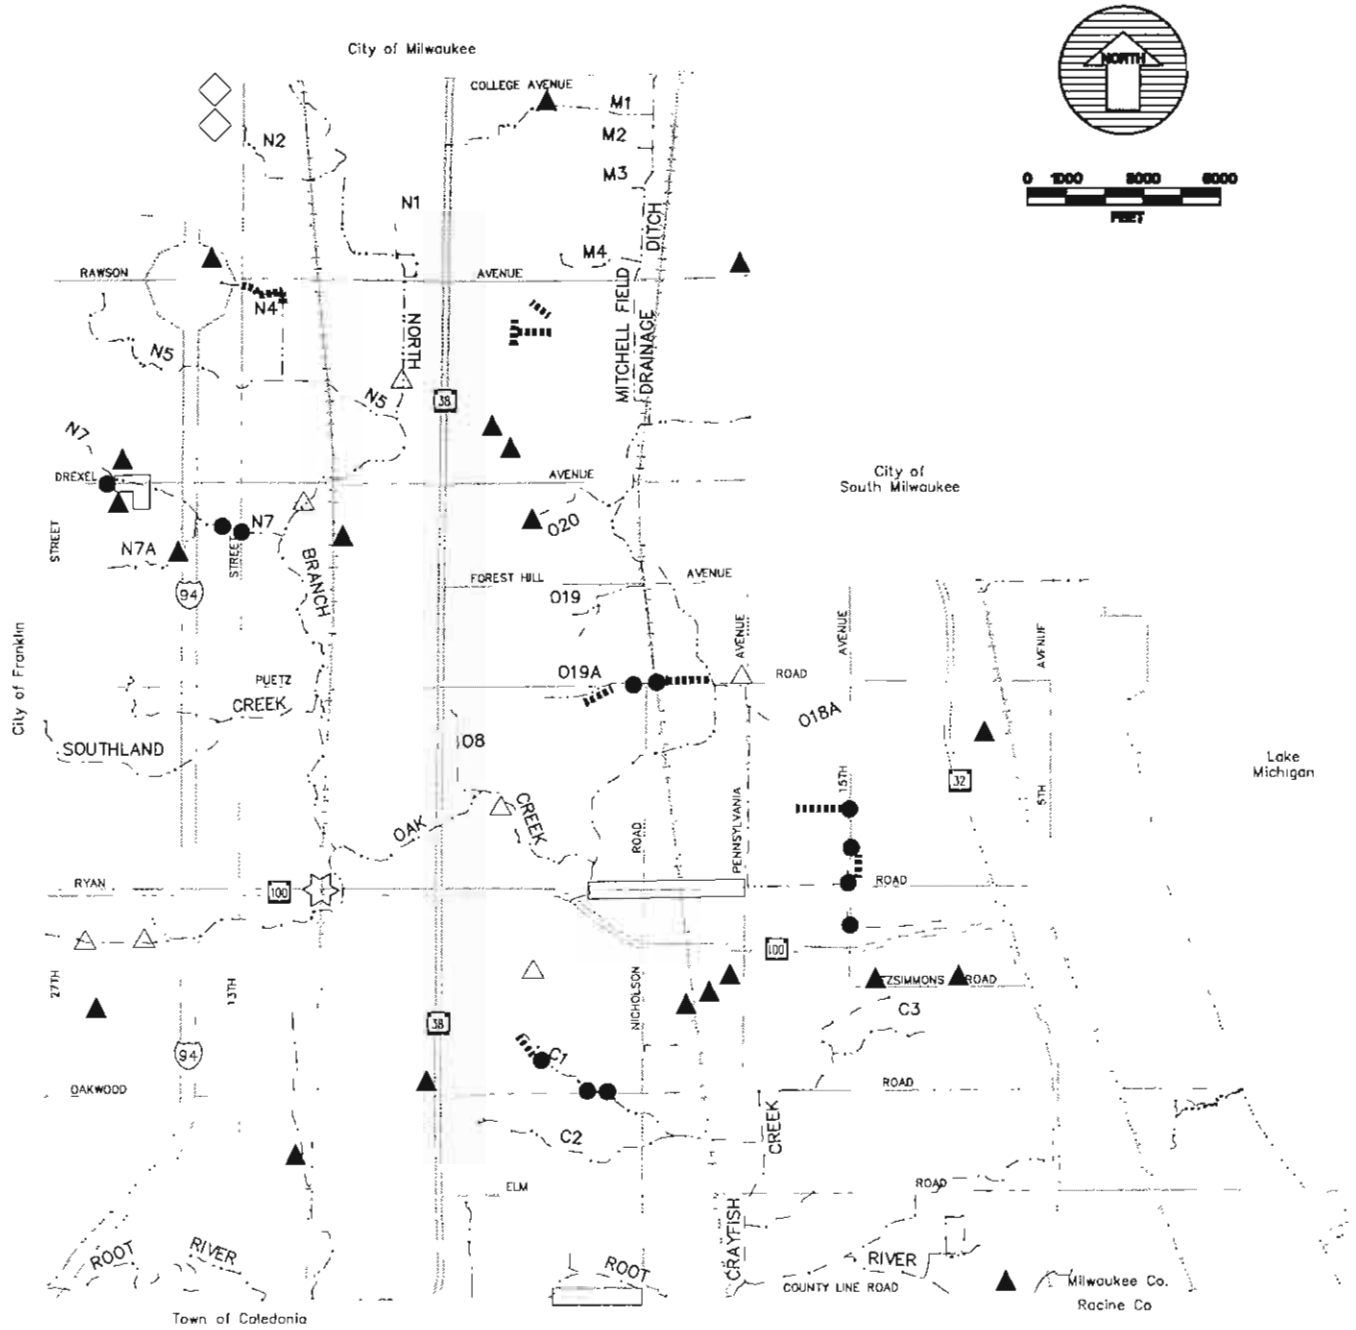 City of Milwaukee
NORTH
COLLEGE AVENUE
M1
M2
N2
M3
0 1000 3000 5000
FEET
N1
DITCH
M4
RAWSON
AVENUE
N4
MITCHELL FIELD
DRAINAGE
NORTH
N5
N5
38
N7
DREXEL
AVENUE
City of
South Milwaukee
STREET
N7
O20
N7A
STREET
BRANCH
FOREST HILL
AVENUE
94
O19
City of Franklin
AVENUE
AVENUE
AVENUE
PUETZ
O19A
ROAD
CREEK
O18A
SOUTHLAND
O8
Lake
Michigan
32
15TH
5TH
OAK
CREEK
ROAD
PENNSYLVANIA
RYAN
100
ROAD
100
27TH
13TH
NICHOLSON
ZSIMMONS ROAD
C3
38
94
C1
OAKWOOD
ROAD
CREEK
C2
ELM
ROAD
CRAYFISH
ROOT
RIVER
ROOT
RIVER
COUNTY LINE ROAD
Milwaukee Co.
Racine Co
Town of Caledonia